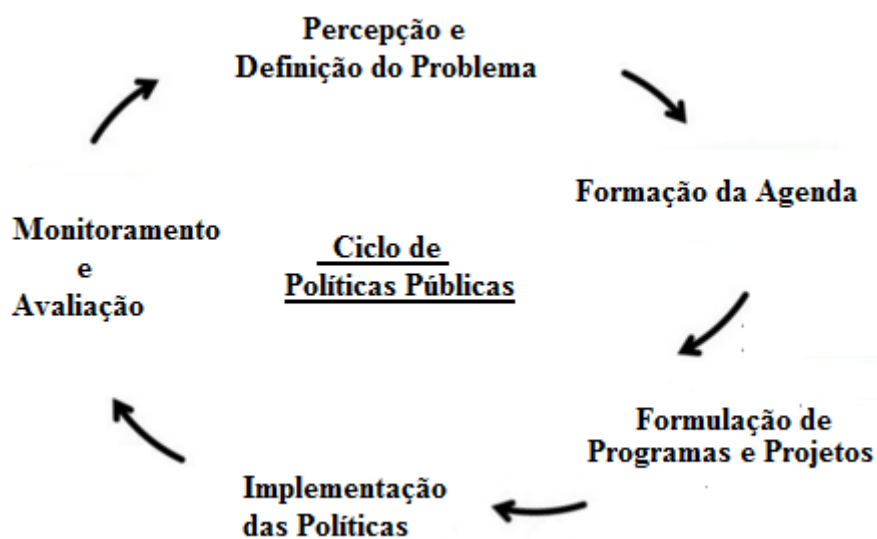 Percepção e
Definição do Problema
Formação da Agenda
Monitoramento
e
Avaliação
Ciclo de
Políticas Públicas
Formulação de
Programas e Projetos
Implementação
das Políticas